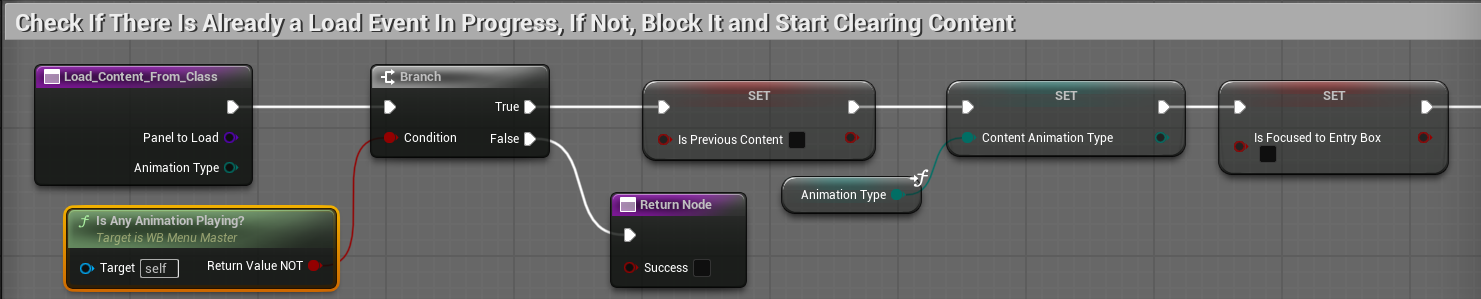 Check If There Is Already a Load Event In Progress, If Not, Block It and Start Clearing Content
Load_Content_From_Class
Panel to Load
Animation Type
Branch
True
Condition
False
SET
Is Previous Content
SET
Content Animation Type
SET
Is Focused to Entry Box
Animation Type
f
Return Node
Success
f Is Any Animation Playing?
Target is WB Menu Master
Target self Return Value NOT